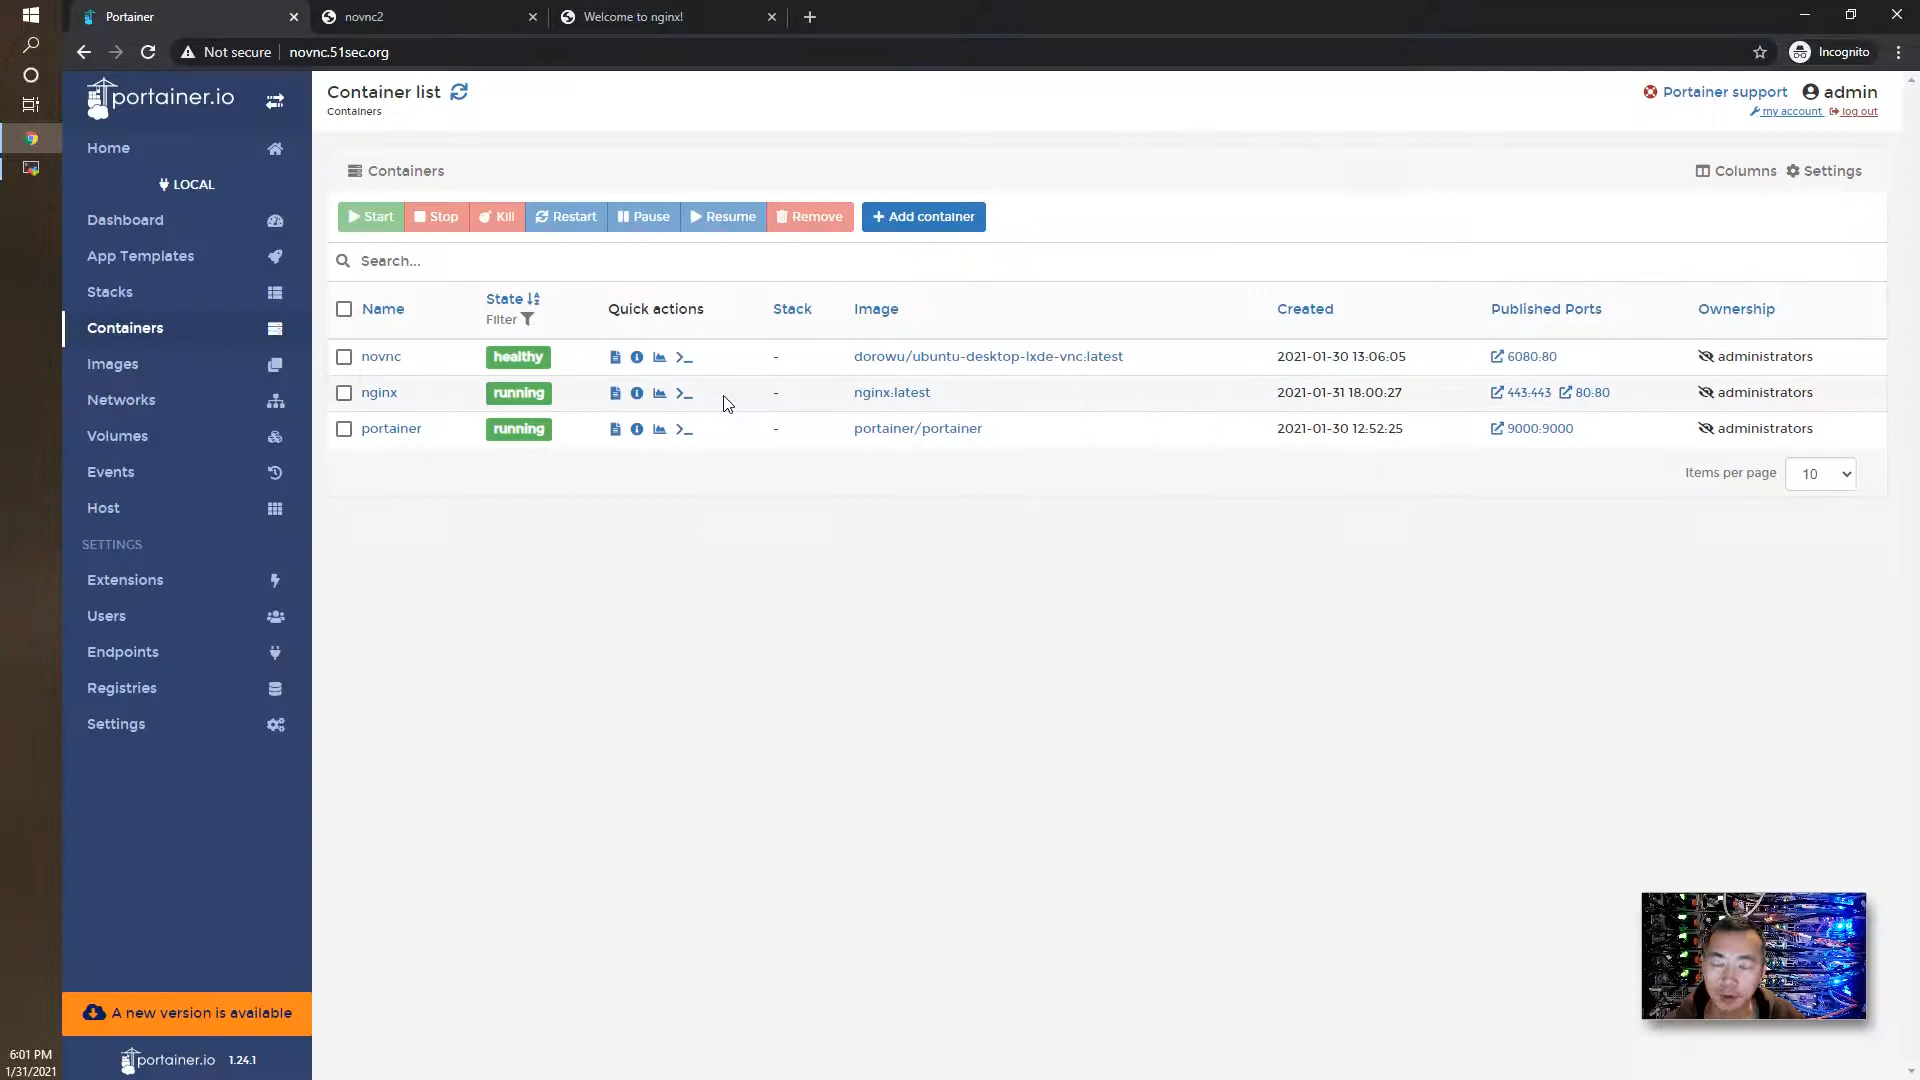 Portainer
novnc2
Welcome to nginx!
Not secure
novnc.51sec.org
Incognito
portainer.io
Home
LOCAL
Dashboard
App Templates
Stacks
Containers
Images
Networks
Volumes
Events
Host
SETTINGS
Extensions
Users
Endpoints
Registries
Settings
A new version is available
portainer.io 1.24.1
6:01 PM
1/31/2021
Container list
Containers
Portainer support
admin
my account
log out
Containers
Columns
Settings
Start
Stop
Kill
Restart
Pause
Resume
Remove
Add container
Search...
Name
State
Filter
Quick actions
Stack
Image
Created
Published Ports
Ownership
novnc healthy - dorowu/ubuntu-desktop-lxde-vnc:latest 2021-01-30 13:06:05 6080:80 administrators
nginx running - nginx:latest 2021-01-31 18:00:27 443:443 80:80 administrators
portainer running - portainer/portainer 2021-01-30 12:52:25 9000:9000 administrators
Items per page 10